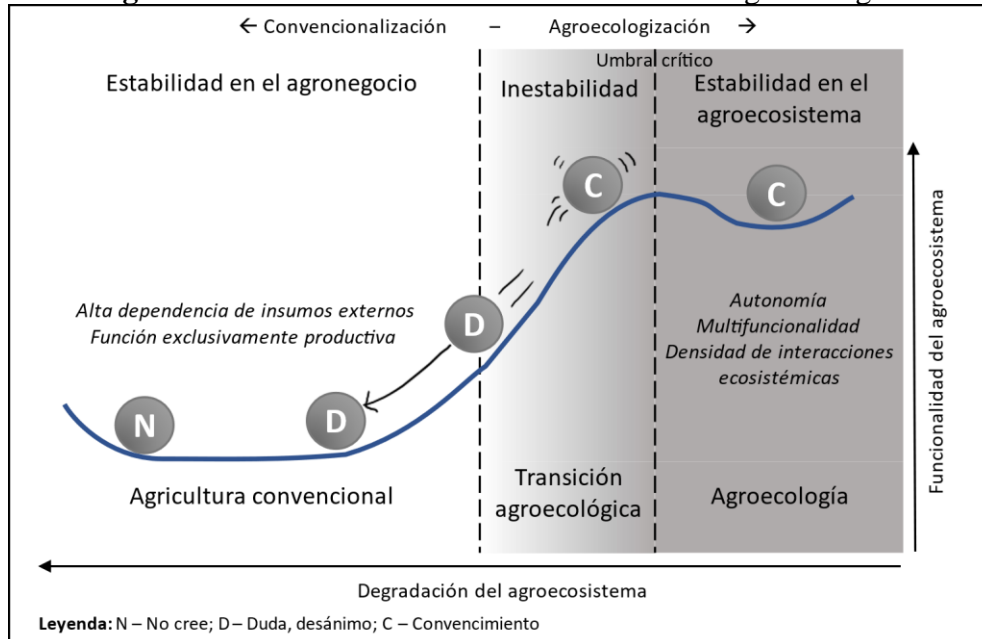 ← Convencionalización – Agroecologización →
Umbral crítico
Estabilidad en el agronegocio
Inestabilidad
Estabilidad en el
agroecosistema
C
C
D
Alta dependencia de insumos externos
Función exclusivamente productiva
Autonomía
Multifuncionalidad
Densidad de interacciones
ecosistémicas
N
D
Agricultura convencional
Transición
agroecológica
Agroecología
Funcionalidad del agroecosistema
Degradación del agroecosistema
Leyenda: N – No cree; D – Duda, desánimo; C – Convencimiento